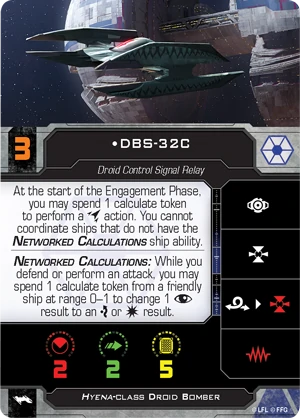 •DBS-32C
3
Droid Control Signal Relay
At the start of the Engagement Phase,
you may spend 1 calculate token
to perform a action. You cannot
coordinate ships that do not have the
NETWORKED CALCULATIONS ship ability.
NETWORKED CALCULATIONS: While you
defend or perform an attack, you may
spend 1 calculate token from a friendly
ship at range 0–1 to change 1
result to an or result.
2 2 5
HYENA-CLASS DROID BOMBER
©LFL ©FFG